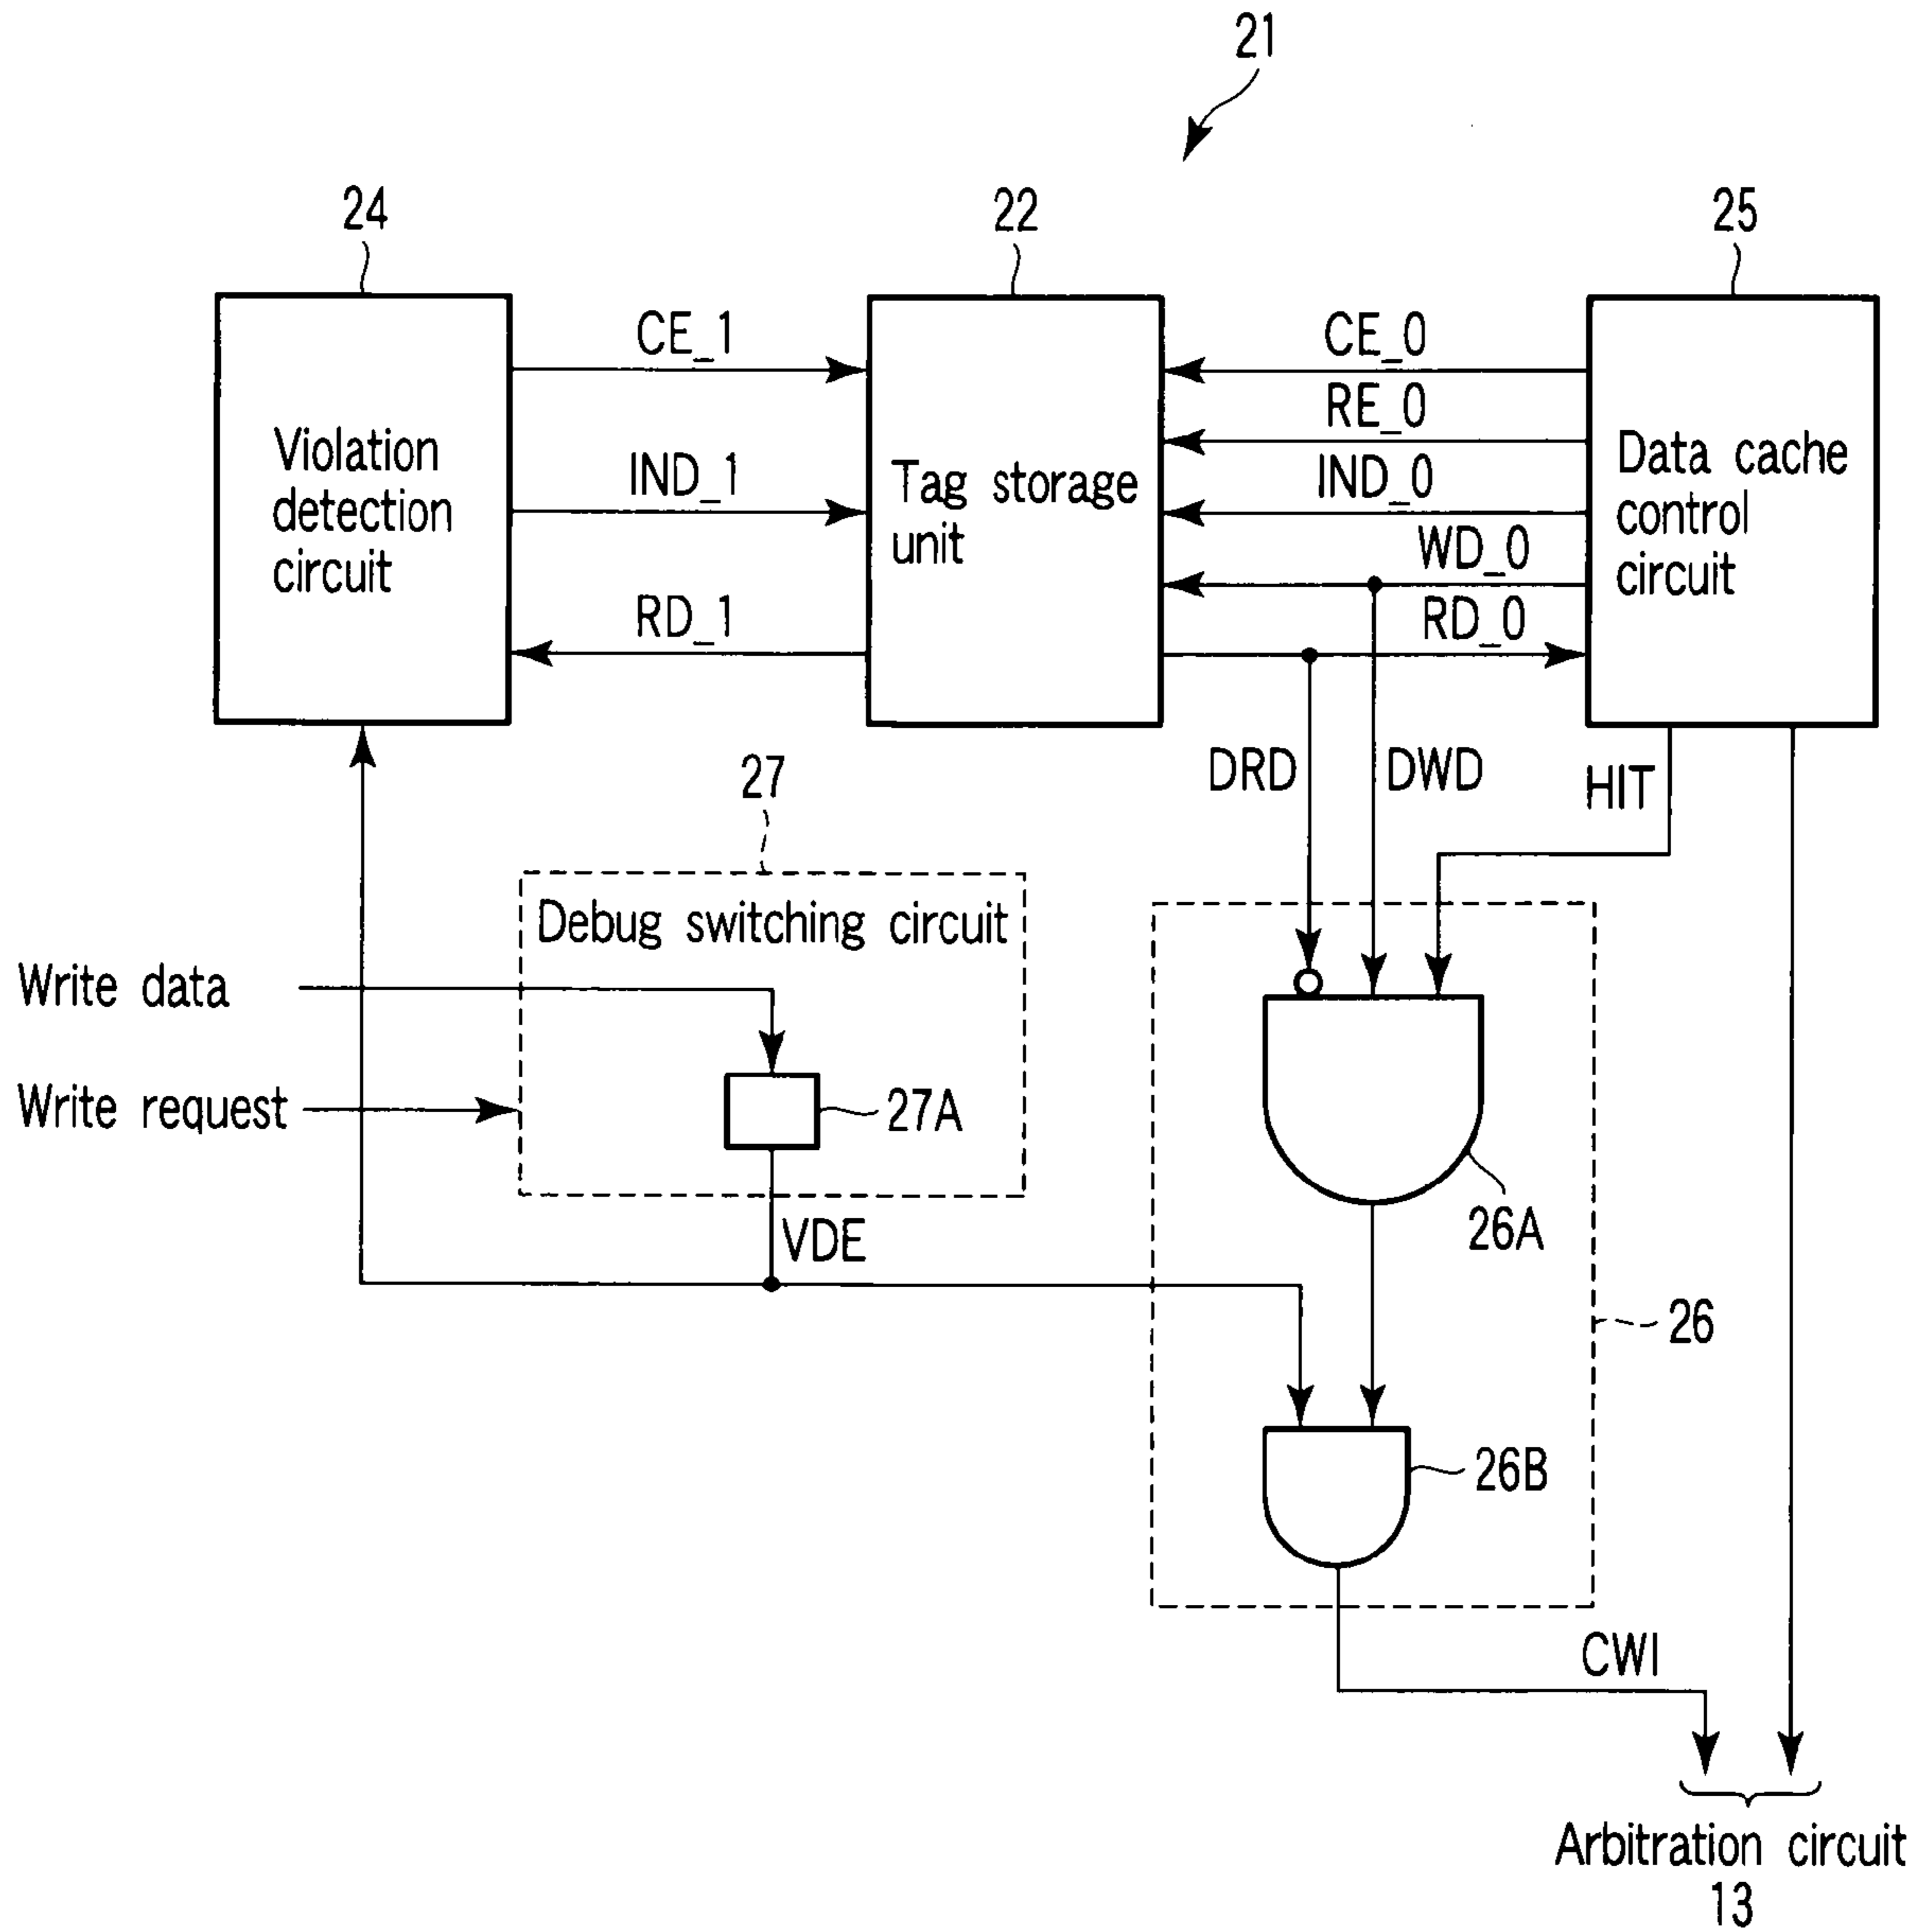 21
24
22
25
CE_1
CE_0
RE_0
Violation
detection
circuit
IND_1
Tag storage
unit
IND_0
Data cache
control
circuit
WD_0
RD_1
RD_0
DRD
DWD
HIT
27
Debug switching circuit
Write data
Write request
27A
VDE
26A
26
26B
CWI
Arbitration circuit
13